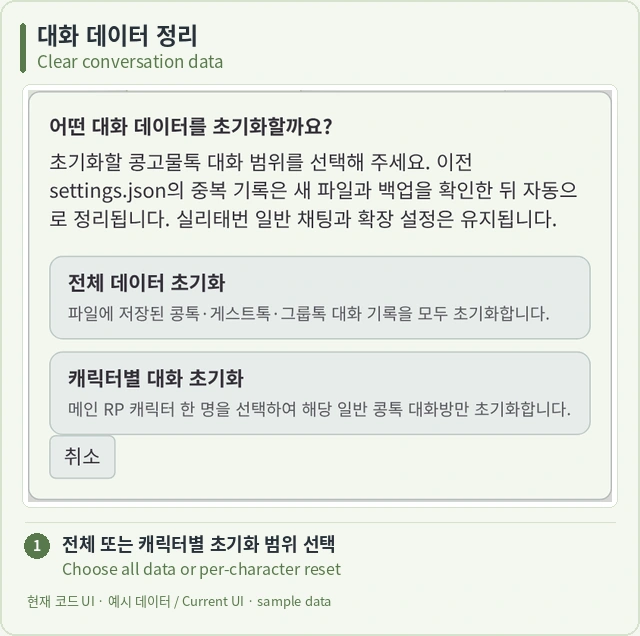 대화 데이터 정리
Clear conversation data
어떤 대화 데이터를 초기화할까요?
초기화할 콩고물톡 대화 범위를 선택해 주세요. 이전
settings.json의 중복 기록은 새 파일과 백업을 확인한 뒤 자동으
로 정리됩니다. 실리태번 일반 채팅과 확장 설정은 유지됩니다.
전체 데이터 초기화
파일에 저장된 콩톡·게스트톡·그룹톡 대화 기록을 모두 초기화합니다.
캐릭터별 대화 초기화
메인 RP 캐릭터 한 명을 선택하여 해당 일반 콩톡 대화방만 초기화합니다.
취소
1 전체 또는 캐릭터별 초기화 범위 선택
Choose all data or per-character reset
현재 코드 UI · 예시 데이터 / Current UI · sample data